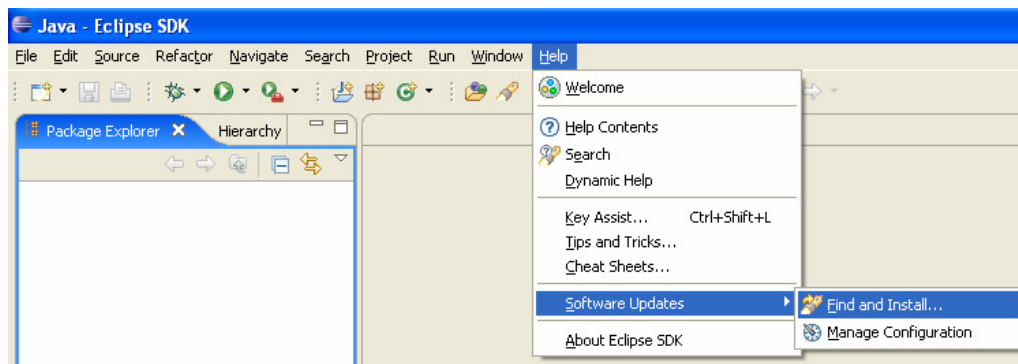 Java - Eclipse SDK
File Edit Source Refactor Navigate Search Project Run Window Help
Welcome
Package Explorer Hierarchy
Help Contents
Search
Dynamic Help
Key Assist... Ctrl+Shift+L
Tips and Tricks...
Cheat Sheets...
Software Updates
Find and Install...
Manage Configuration
About Eclipse SDK